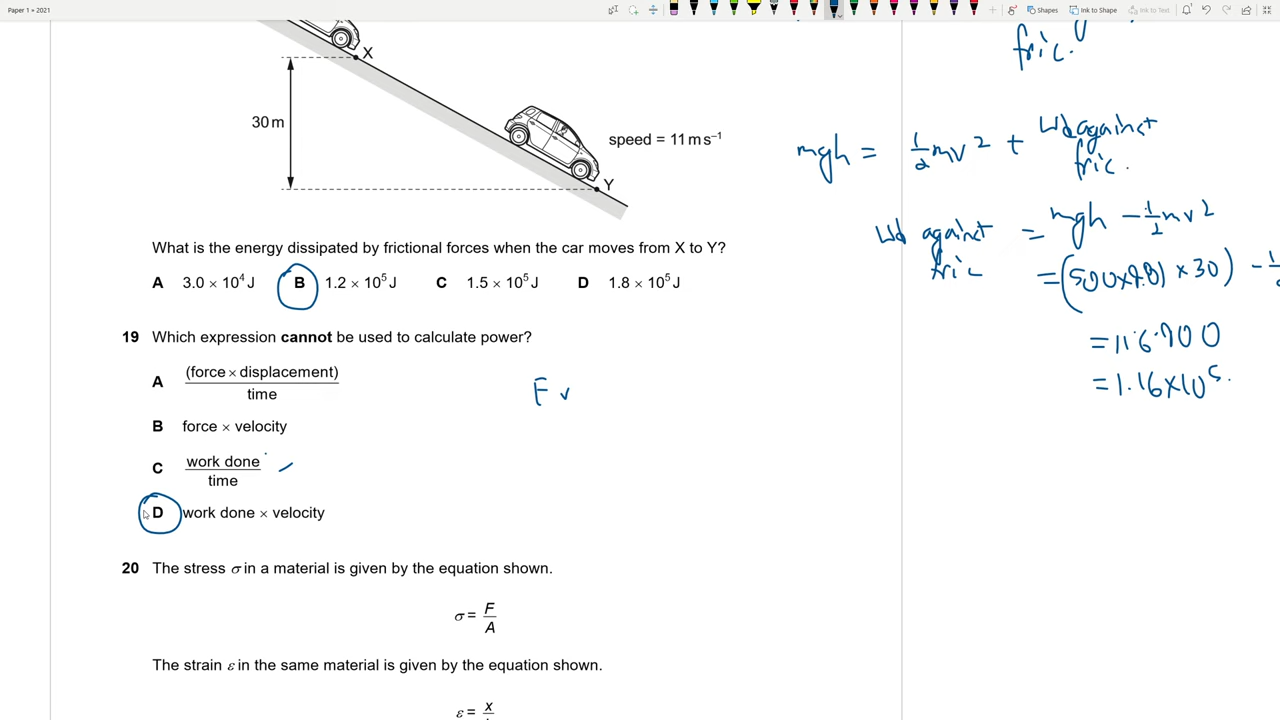 Paper 1 • 2021
Shapes
Ink to Shape
Ink to Text
fric.
X
30 m
speed = 11 m s⁻¹
Y
mgh = ½mv² + Wd against fric.
Wd against fric = mgh − ½mv²
= (500×9.81 × 30) −
= 116900
= 1.16×10⁵.
What is the energy dissipated by frictional forces when the car moves from X to Y?
A 3.0 × 10⁴ J B 1.2 × 10⁵ J C 1.5 × 10⁵ J D 1.8 × 10⁵ J
19 Which expression cannot be used to calculate power?
A (force × displacement)
time
F v
B force × velocity
C work done
time
D work done × velocity
20 The stress σ in a material is given by the equation shown.
σ = F
A
The strain ε in the same material is given by the equation shown.
ε = x